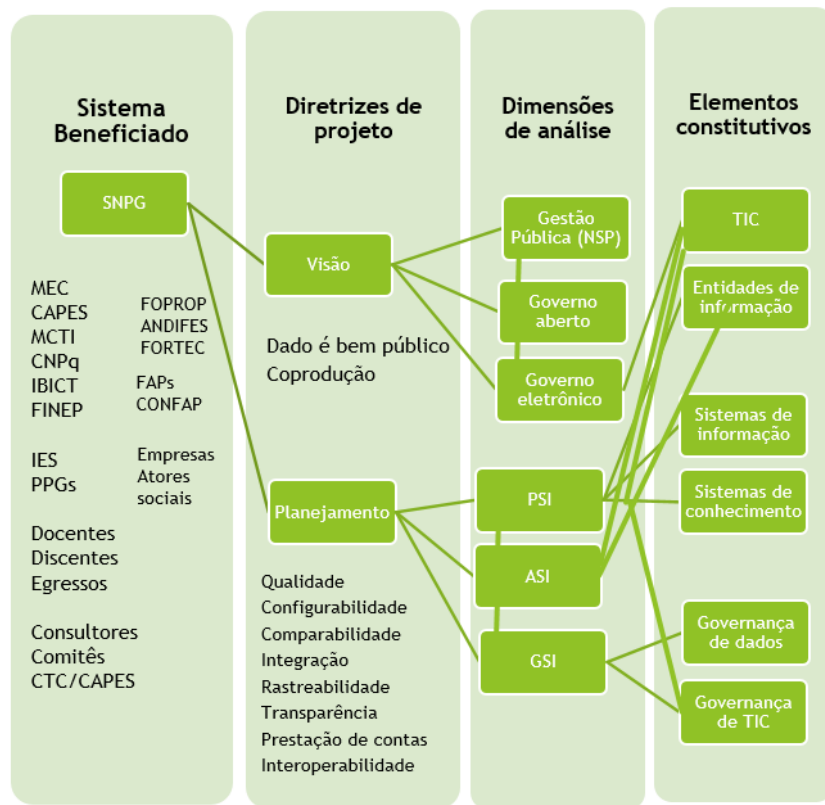 Sistema
Beneficiado
SNPG
MEC
CAPES
MCTI
CNPq
IBICT
FINEP
FOPROP
ANDIFES
FORTEC
FAPs
CONFAP
IES
PPGs
Empresas
Atores
sociais
Docentes
Discentes
Egressos
Consultores
Comitês
CTC/CAPES
Diretrizes de
projeto
Visão
Dado é bem público
Coprodução
Planejamento
Qualidade
Configurabilidade
Comparabilidade
Integração
Rastreabilidade
Transparência
Prestação de contas
Interoperabilidade
Dimensões
de análise
Gestão
Pública (NSP)
Governo
aberto
Governo
eletrônico
PSI
ASI
GSI
Elementos
constitutivos
TIC
Entidades de
informação
Sistemas de
informação
Sistemas de
conhecimento
Governança
de dados
Governança
de TIC